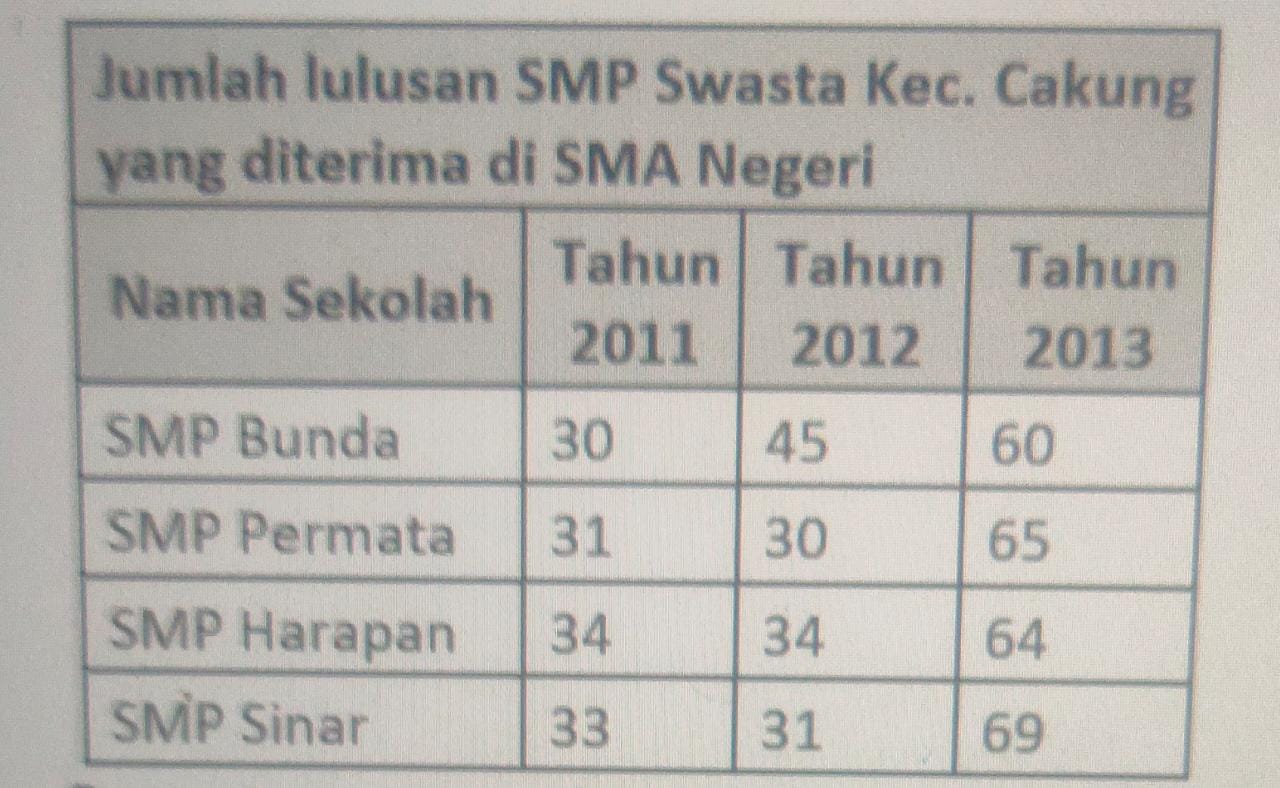 Jumlah lulusan SMP Swasta Kec. Cakung
yang diterima di SMA Negeri
Nama Sekolah Tahun 2011 Tahun 2012 Tahun 2013
SMP Bunda 30 45 60
SMP Permata 31 30 65
SMP Harapan 34 34 64
SMP Sinar 33 31 69